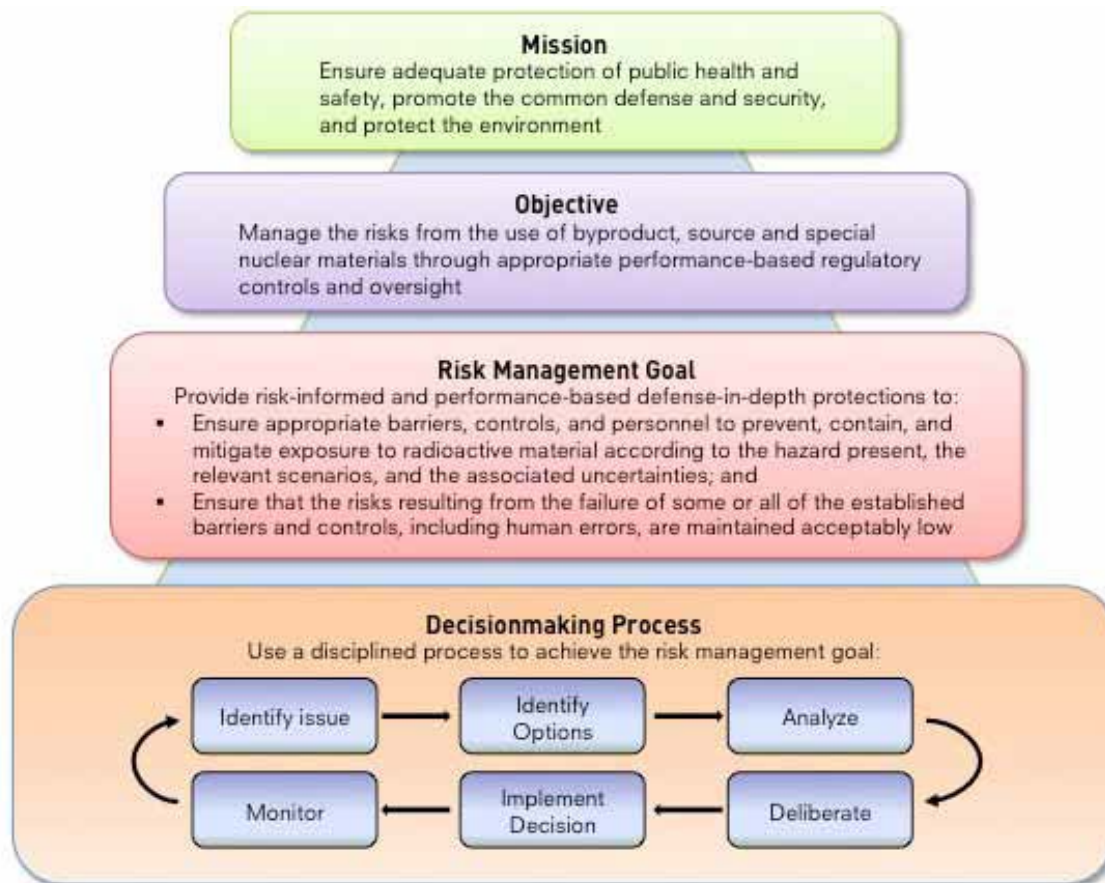 Mission
Ensure adequate protection of public health and
safety, promote the common defense and security,
and protect the environment
Objective
Manage the risks from the use of byproduct, source and special
nuclear materials through appropriate performance-based regulatory
controls and oversight
Risk Management Goal
Provide risk-informed and performance-based defense-in-depth protections to:
▪ Ensure appropriate barriers, controls, and personnel to prevent, contain, and
mitigate exposure to radioactive material according to the hazard present, the
relevant scenarios, and the associated uncertainties; and
▪ Ensure that the risks resulting from the failure of some or all of the established
barriers and controls, including human errors, are maintained acceptably low
Decisionmaking Process
Use a disciplined process to achieve the risk management goal:
Identify issue
Identify
Options
Analyze
Monitor
Implement
Decision
Deliberate